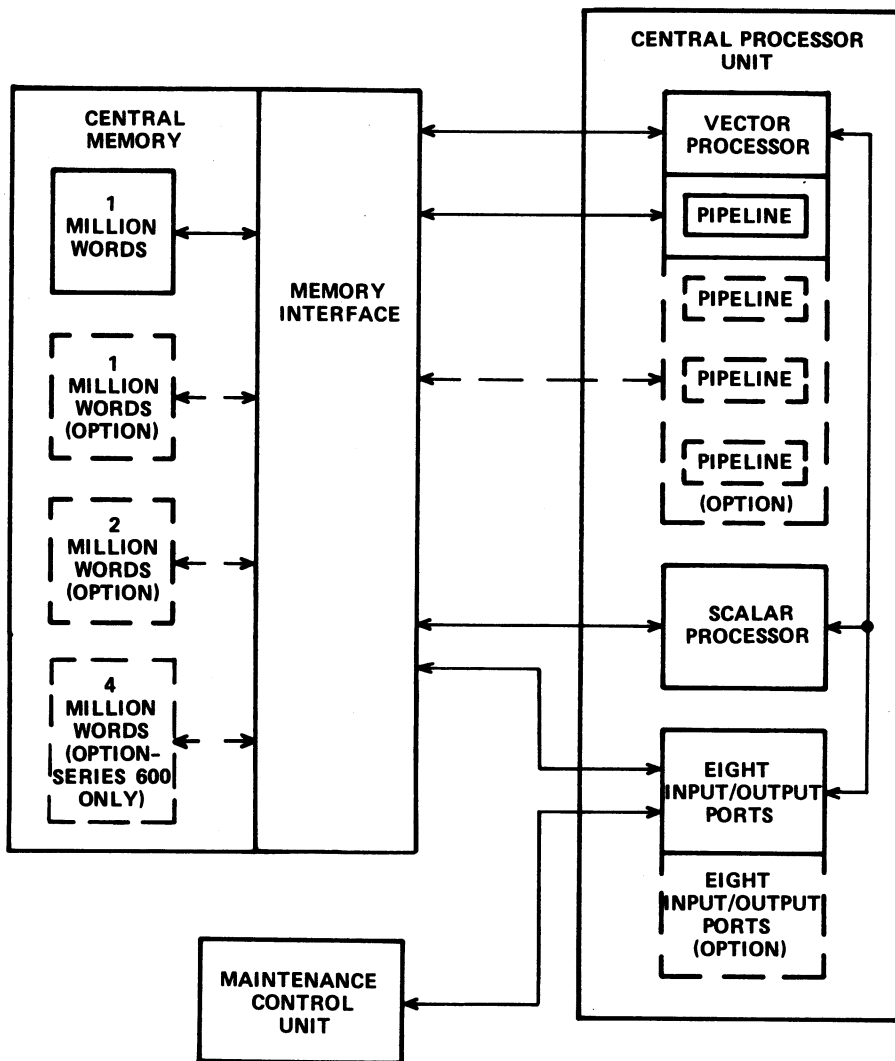 CENTRAL PROCESSOR
UNIT
CENTRAL
MEMORY
1
MILLION
WORDS
1
MILLION
WORDS
(OPTION)
2
MILLION
WORDS
(OPTION)
4
MILLION
WORDS
(OPTION–
SERIES 600
ONLY)
MEMORY
INTERFACE
VECTOR
PROCESSOR
PIPELINE
PIPELINE
PIPELINE
PIPELINE
(OPTION)
SCALAR
PROCESSOR
EIGHT
INPUT/OUTPUT
PORTS
EIGHT
INPUT/OUTPUT
PORTS
(OPTION)
MAINTENANCE
CONTROL
UNIT